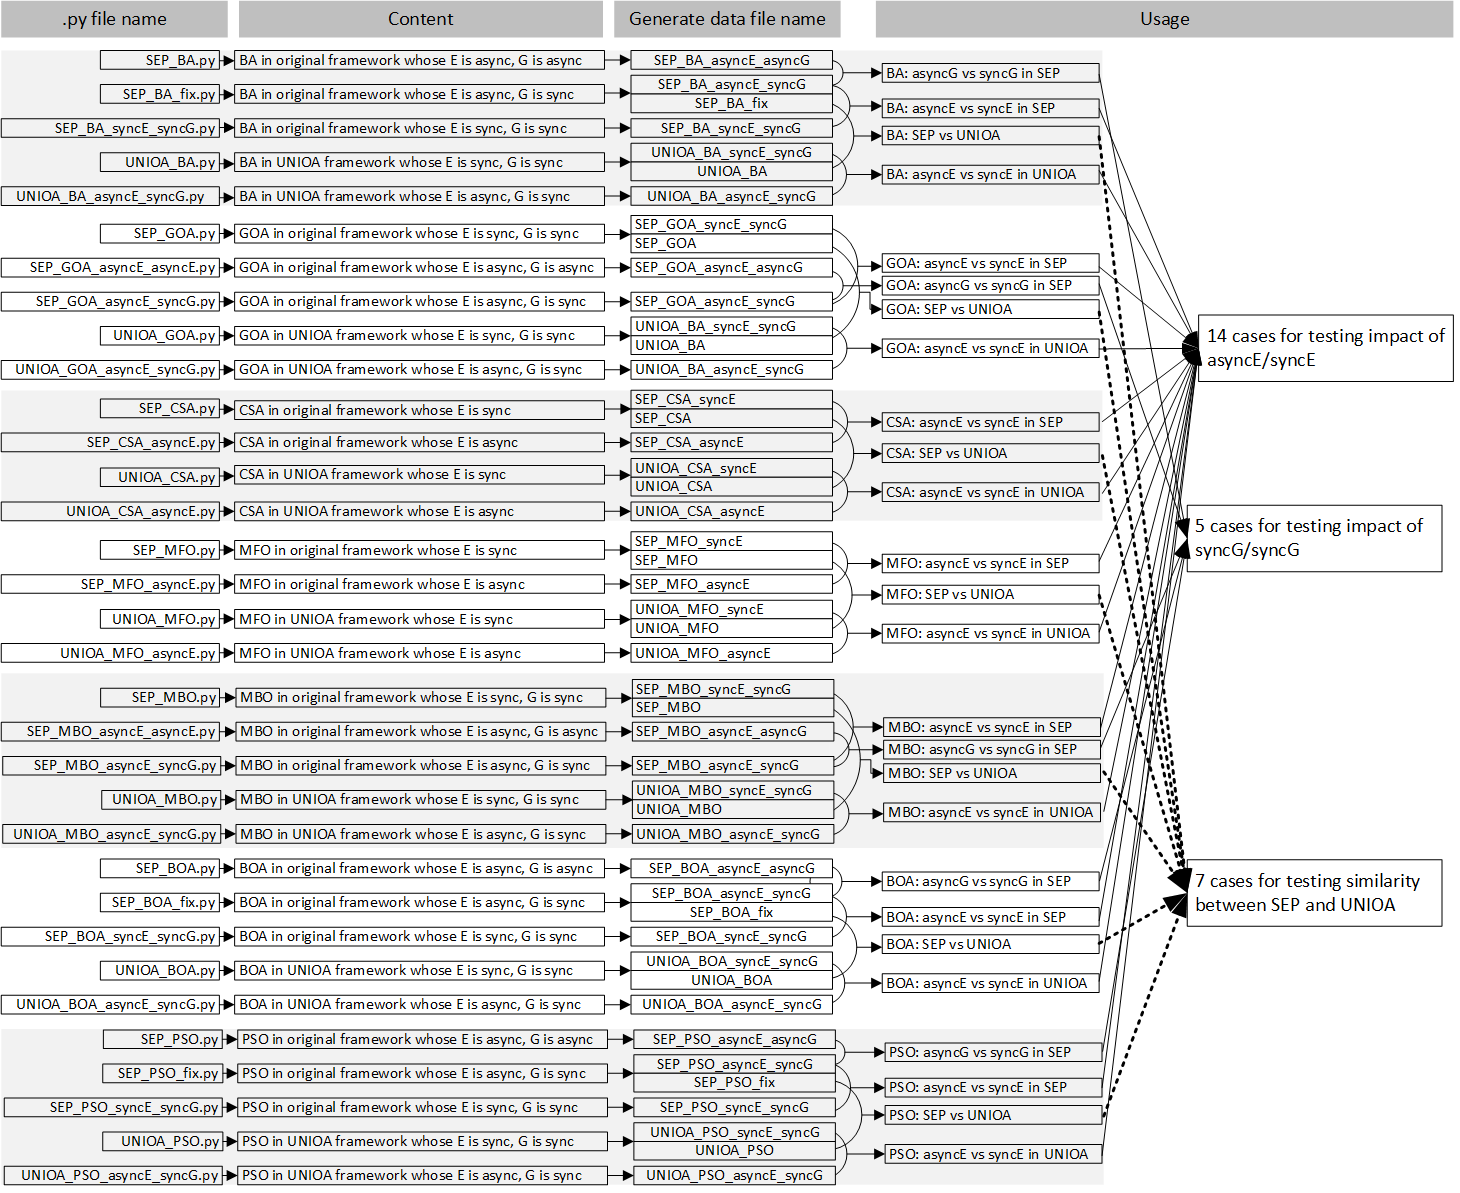 .py file name
Content
Generate data file name
Usage
SEP_BA.py
BA in original framework whose E is async, G is async
SEP_BA_asyncE_asyncG
SEP_BA_fix.py
BA in original framework whose E is async, G is sync
SEP_BA_asyncE_syncG
SEP_BA_fix
SEP_BA_syncE_syncG.py
BA in original framework whose E is sync, G is sync
SEP_BA_syncE_syncG
UNIOA_BA.py
BA in UNIOA framework whose E is sync, G is sync
UNIOA_BA_syncE_syncG
UNIOA_BA
UNIOA_BA_asyncE_syncG.py
BA in UNIOA framework whose E is async, G is sync
UNIOA_BA_asyncE_syncG
BA: asyncG vs syncG in SEP
BA: asyncE vs syncE in SEP
BA: SEP vs UNIOA
BA: asyncE vs syncE in UNIOA
SEP_GOA.py
GOA in original framework whose E is sync, G is sync
SEP_GOA_syncE_syncG
SEP_GOA
SEP_GOA_asyncE_asyncE.py
GOA in original framework whose E is async, G is async
SEP_GOA_asyncE_asyncG
SEP_GOA_asyncE_syncG.py
GOA in original framework whose E is async, G is sync
SEP_GOA_asyncE_syncG
UNIOA_GOA.py
GOA in UNIOA framework whose E is sync, G is sync
UNIOA_BA_syncE_syncG
UNIOA_BA
UNIOA_GOA_asyncE_syncG.py
GOA in UNIOA framework whose E is async, G is sync
UNIOA_BA_asyncE_syncG
GOA: asyncE vs syncE in SEP
GOA: asyncG vs syncG in SEP
GOA: SEP vs UNIOA
GOA: asyncE vs syncE in UNIOA
SEP_CSA.py
CSA in original framework whose E is sync
SEP_CSA_syncE
SEP_CSA
SEP_CSA_asyncE.py
CSA in original framework whose E is async
SEP_CSA_asyncE
UNIOA_CSA.py
CSA in UNIOA framework whose E is sync
UNIOA_CSA_syncE
UNIOA_CSA
UNIOA_CSA_asyncE.py
CSA in UNIOA framework whose E is async
UNIOA_CSA_asyncE
CSA: asyncE vs syncE in SEP
CSA: SEP vs UNIOA
CSA: asyncE vs syncE in UNIOA
SEP_MFO.py
MFO in original framework whose E is sync
SEP_MFO_syncE
SEP_MFO
SEP_MFO_asyncE.py
MFO in original framework whose E is async
SEP_MFO_asyncE
UNIOA_MFO.py
MFO in UNIOA framework whose E is sync
UNIOA_MFO_syncE
UNIOA_MFO
UNIOA_MFO_asyncE.py
MFO in UNIOA framework whose E is async
UNIOA_MFO_asyncE
MFO: asyncE vs syncE in SEP
MFO: SEP vs UNIOA
MFO: asyncE vs syncE in UNIOA
SEP_MBO.py
MBO in original framework whose E is sync, G is sync
SEP_MBO_syncE_syncG
SEP_MBO
SEP_MBO_asyncE_asyncE.py
MBO in original framework whose E is async, G is async
SEP_MBO_asyncE_asyncG
SEP_MBO_asyncE_syncG.py
MBO in original framework whose E is async, G is sync
SEP_MBO_asyncE_syncG
UNIOA_MBO.py
MBO in UNIOA framework whose E is sync, G is sync
UNIOA_MBO_syncE_syncG
UNIOA_MBO
UNIOA_MBO_asyncE_syncG.py
MBO in UNIOA framework whose E is async, G is sync
UNIOA_MBO_asyncE_syncG
MBO: asyncE vs syncE in SEP
MBO: asyncG vs syncG in SEP
MBO: SEP vs UNIOA
MBO: asyncE vs syncE in UNIOA
SEP_BOA.py
BOA in original framework whose E is async, G is async
SEP_BOA_asyncE_asyncG
SEP_BOA_fix.py
BOA in original framework whose E is async, G is sync
SEP_BOA_asyncE_syncG
SEP_BOA_fix
SEP_BOA_syncE_syncG.py
BOA in original framework whose E is sync, G is sync
SEP_BOA_syncE_syncG
UNIOA_BOA.py
BOA in UNIOA framework whose E is sync, G is sync
UNIOA_BOA_syncE_syncG
UNIOA_BOA
UNIOA_BOA_asyncE_syncG.py
BOA in UNIOA framework whose E is async, G is sync
UNIOA_BOA_asyncE_syncG
BOA: asyncG vs syncG in SEP
BOA: asyncE vs syncE in SEP
BOA: SEP vs UNIOA
BOA: asyncE vs syncE in UNIOA
SEP_PSO.py
PSO in original framework whose E is async, G is async
SEP_PSO_asyncE_asyncG
SEP_PSO_fix.py
PSO in original framework whose E is async, G is sync
SEP_PSO_asyncE_syncG
SEP_PSO_fix
SEP_PSO_syncE_syncG.py
PSO in original framework whose E is sync, G is sync
SEP_PSO_syncE_syncG
UNIOA_PSO.py
PSO in UNIOA framework whose E is sync, G is sync
UNIOA_PSO_syncE_syncG
UNIOA_PSO
UNIOA_PSO_asyncE_syncG.py
PSO in UNIOA framework whose E is async, G is sync
UNIOA_PSO_asyncE_syncG
PSO: asyncG vs syncG in SEP
PSO: asyncE vs syncE in SEP
PSO: SEP vs UNIOA
PSO: asyncE vs syncE in UNIOA
14 cases for testing impact of
asyncE/syncE
5 cases for testing impact of
syncG/syncG
7 cases for testing similarity
between SEP and UNIOA